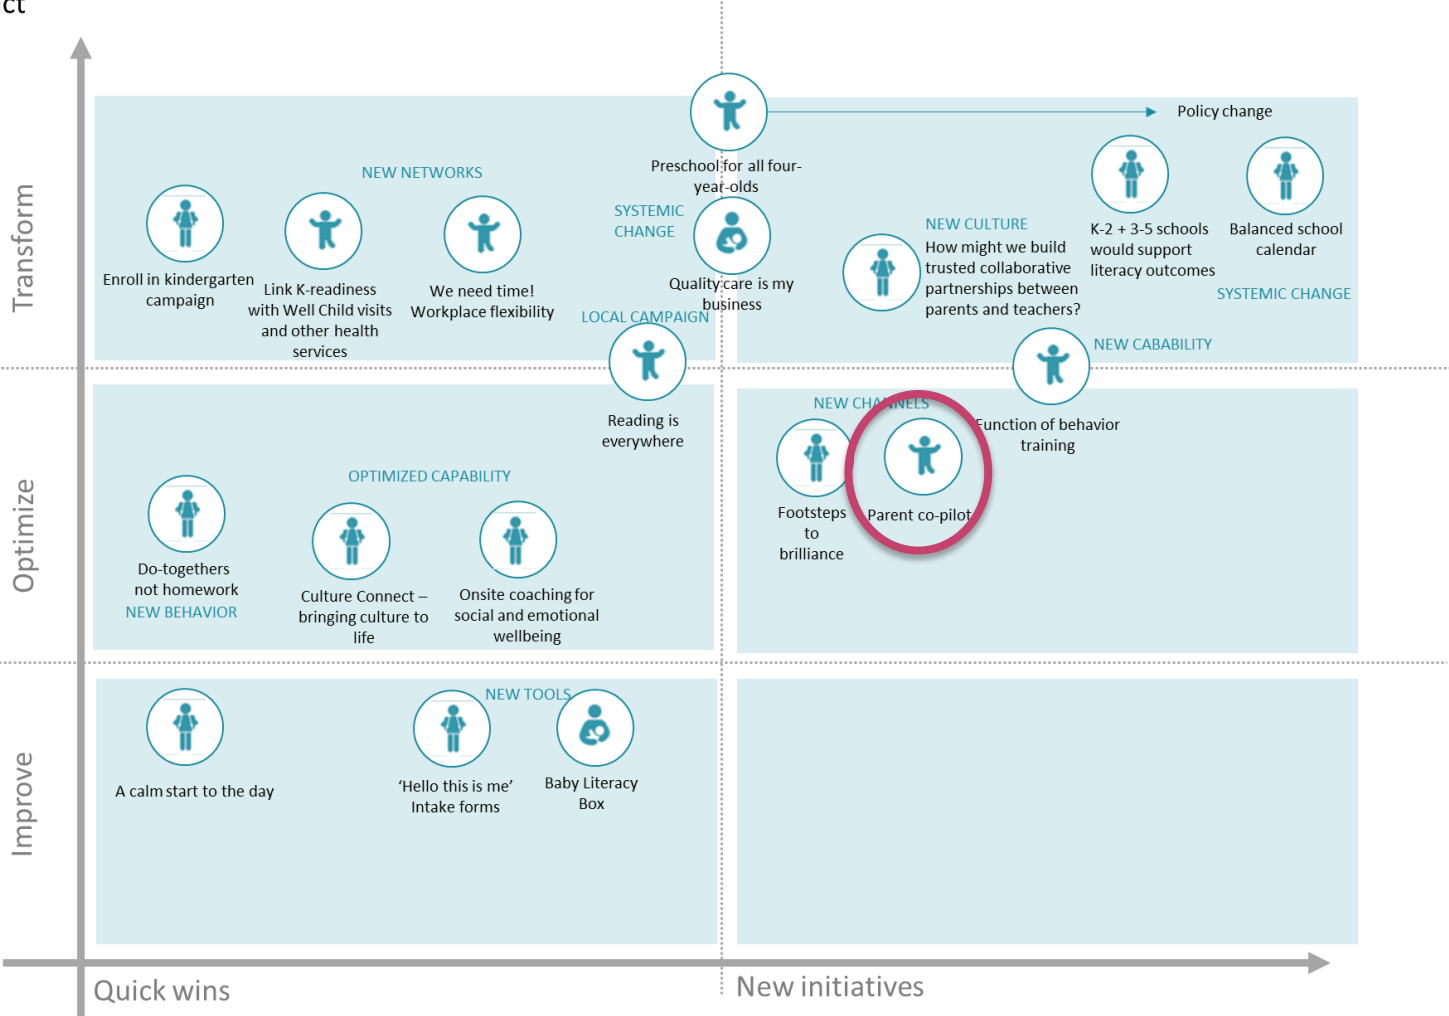 ct
Transform
Optimize
Improve
Policy change
Preschool for all four-
year-olds
NEW NETWORKS
Enroll in kindergarten
campaign
Link K-readiness
with Well Child visits
and other health
services
We need time!
Workplace flexibility
SYSTEMIC
CHANGE
Quality care is my
business
LOCAL CAMPAIGN
Reading is
everywhere
NEW CULTURE
How might we build
trusted collaborative
partnerships between
parents and teachers?
K-2 + 3-5 schools
would support
literacy outcomes
Balanced school
calendar
SYSTEMIC CHANGE
NEW CABABILITY
Function of behavior
training
NEW CHANNELS
Footsteps
to
brilliance
Parent co-pilot
OPTIMIZED CAPABILITY
Do-togethers
not homework
NEW BEHAVIOR
Culture Connect –
bringing culture to
life
Onsite coaching for
social and emotional
wellbeing
NEW TOOLS
A calm start to the day
‘Hello this is me’
Intake forms
Baby Literacy
Box
Quick wins
New initiatives